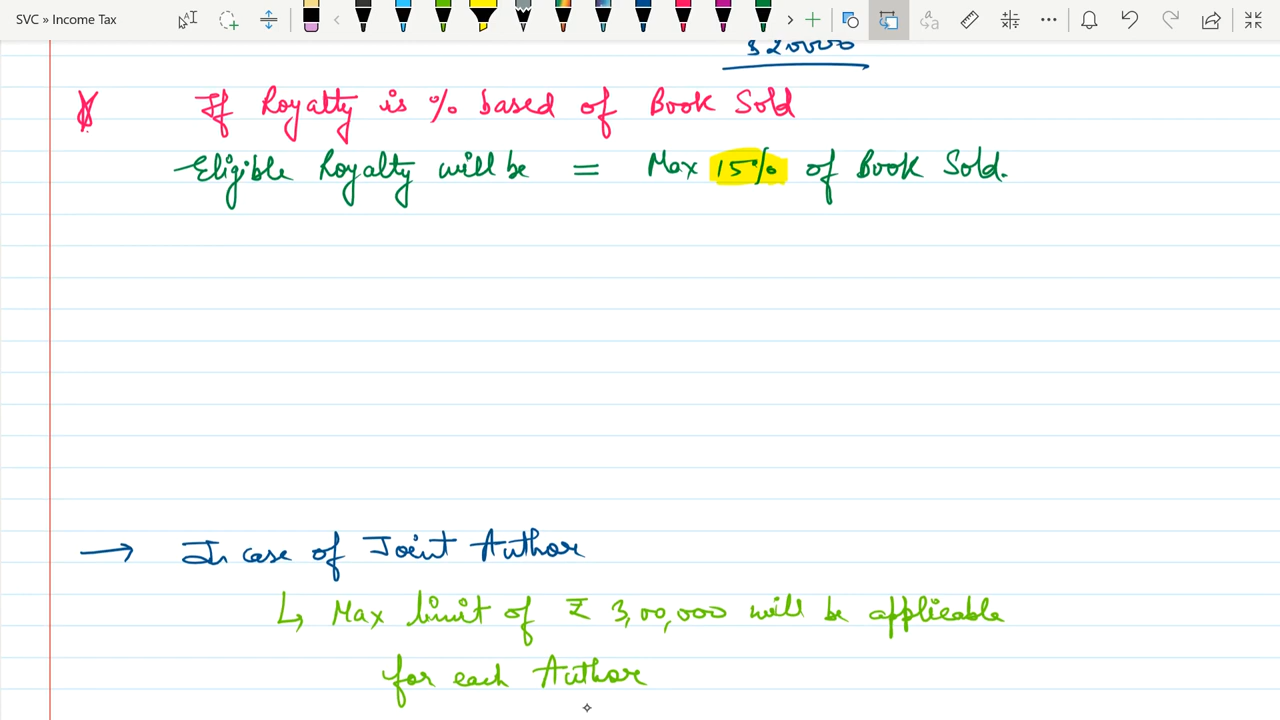 SVC » Income Tax
If Royalty is % based of Book Sold
Eligible Royalty will be = Max 15% of Book Sold.
→ In case of Joint Author
↳ Max limit of ₹ 3,00,000 will be applicable
for each Author